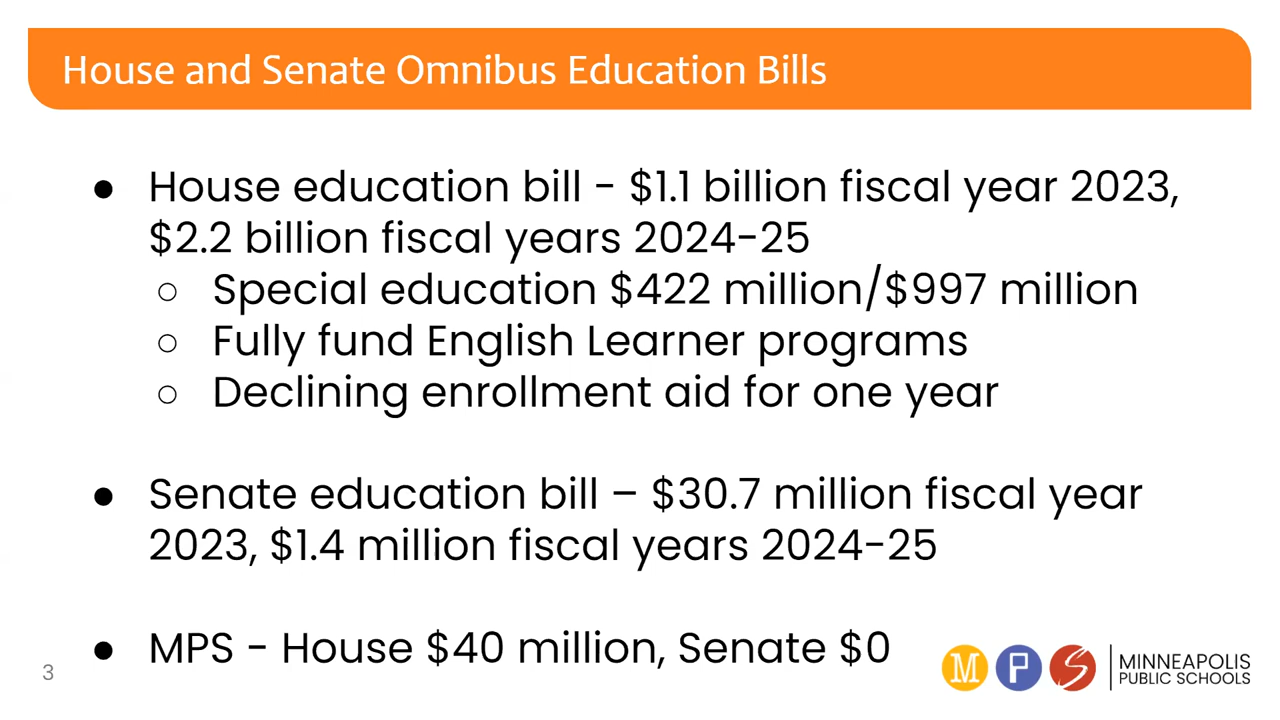 House and Senate Omnibus Education Bills
● House education bill - $1.1 billion fiscal year 2023,
$2.2 billion fiscal years 2024-25
○ Special education $422 million/$997 million
○ Fully fund English Learner programs
○ Declining enrollment aid for one year
● Senate education bill – $30.7 million fiscal year
2023, $1.4 million fiscal years 2024-25
● MPS - House $40 million, Senate $0
3
M P S
MINNEAPOLIS
PUBLIC SCHOOLS